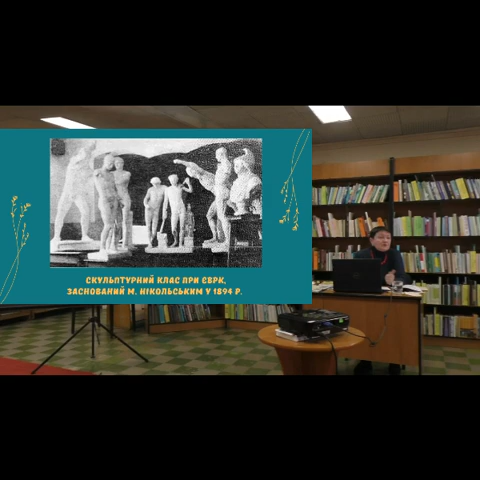 СКУЛЬПТУРНИЙ КЛАС ПРИ ЄВРК,
ЗАСНОВАНИЙ М. НІКОЛЬСЬКИМ У 1894 Р.